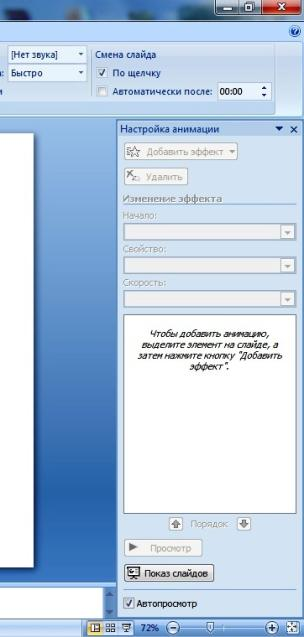 [Нет звука]
Смена слайда
Быстро
По щелчку
Автоматически после: 00:00
Настройка анимации
Добавить эффект
Удалить
Изменение эффекта
Начало:
Свойство:
Скорость:
Чтобы добавить анимацию,
выделите элемент на слайде, а
затем нажмите кнопку "Добавить
эффект".
Порядок
Просмотр
Показ слайдов
Автопросмотр
72%